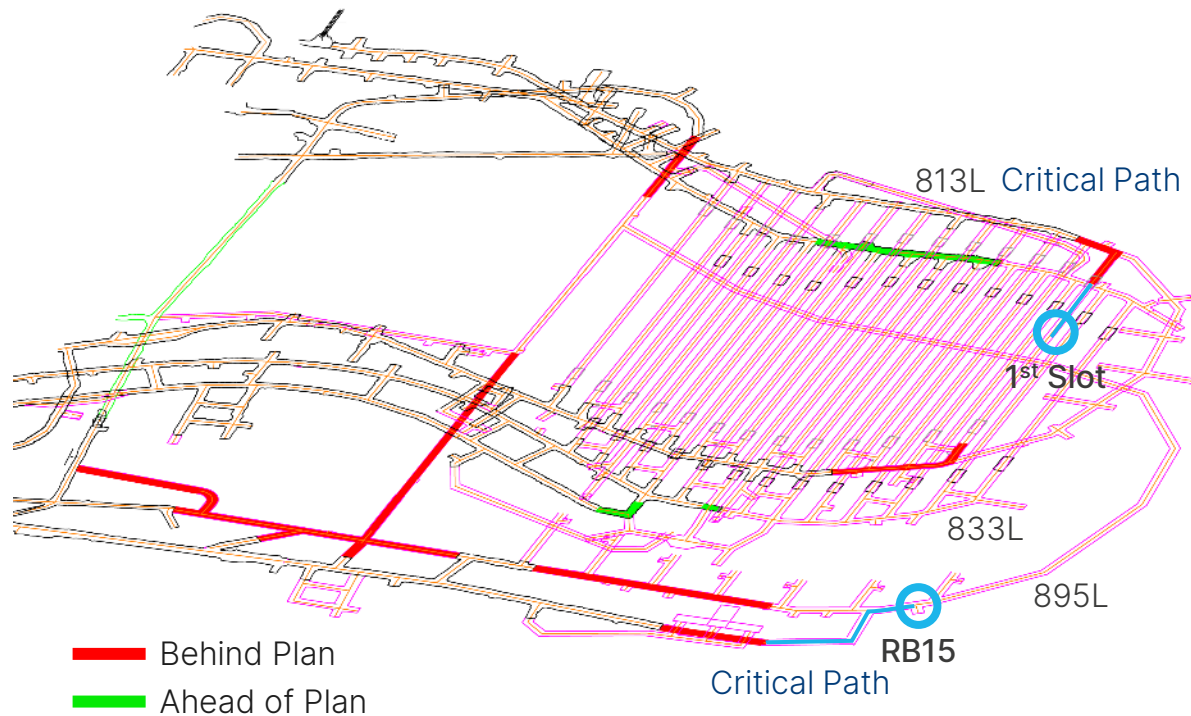 813L Critical Path
1st Slot
833L
895L
RB15
Critical Path
Behind Plan
Ahead of Plan